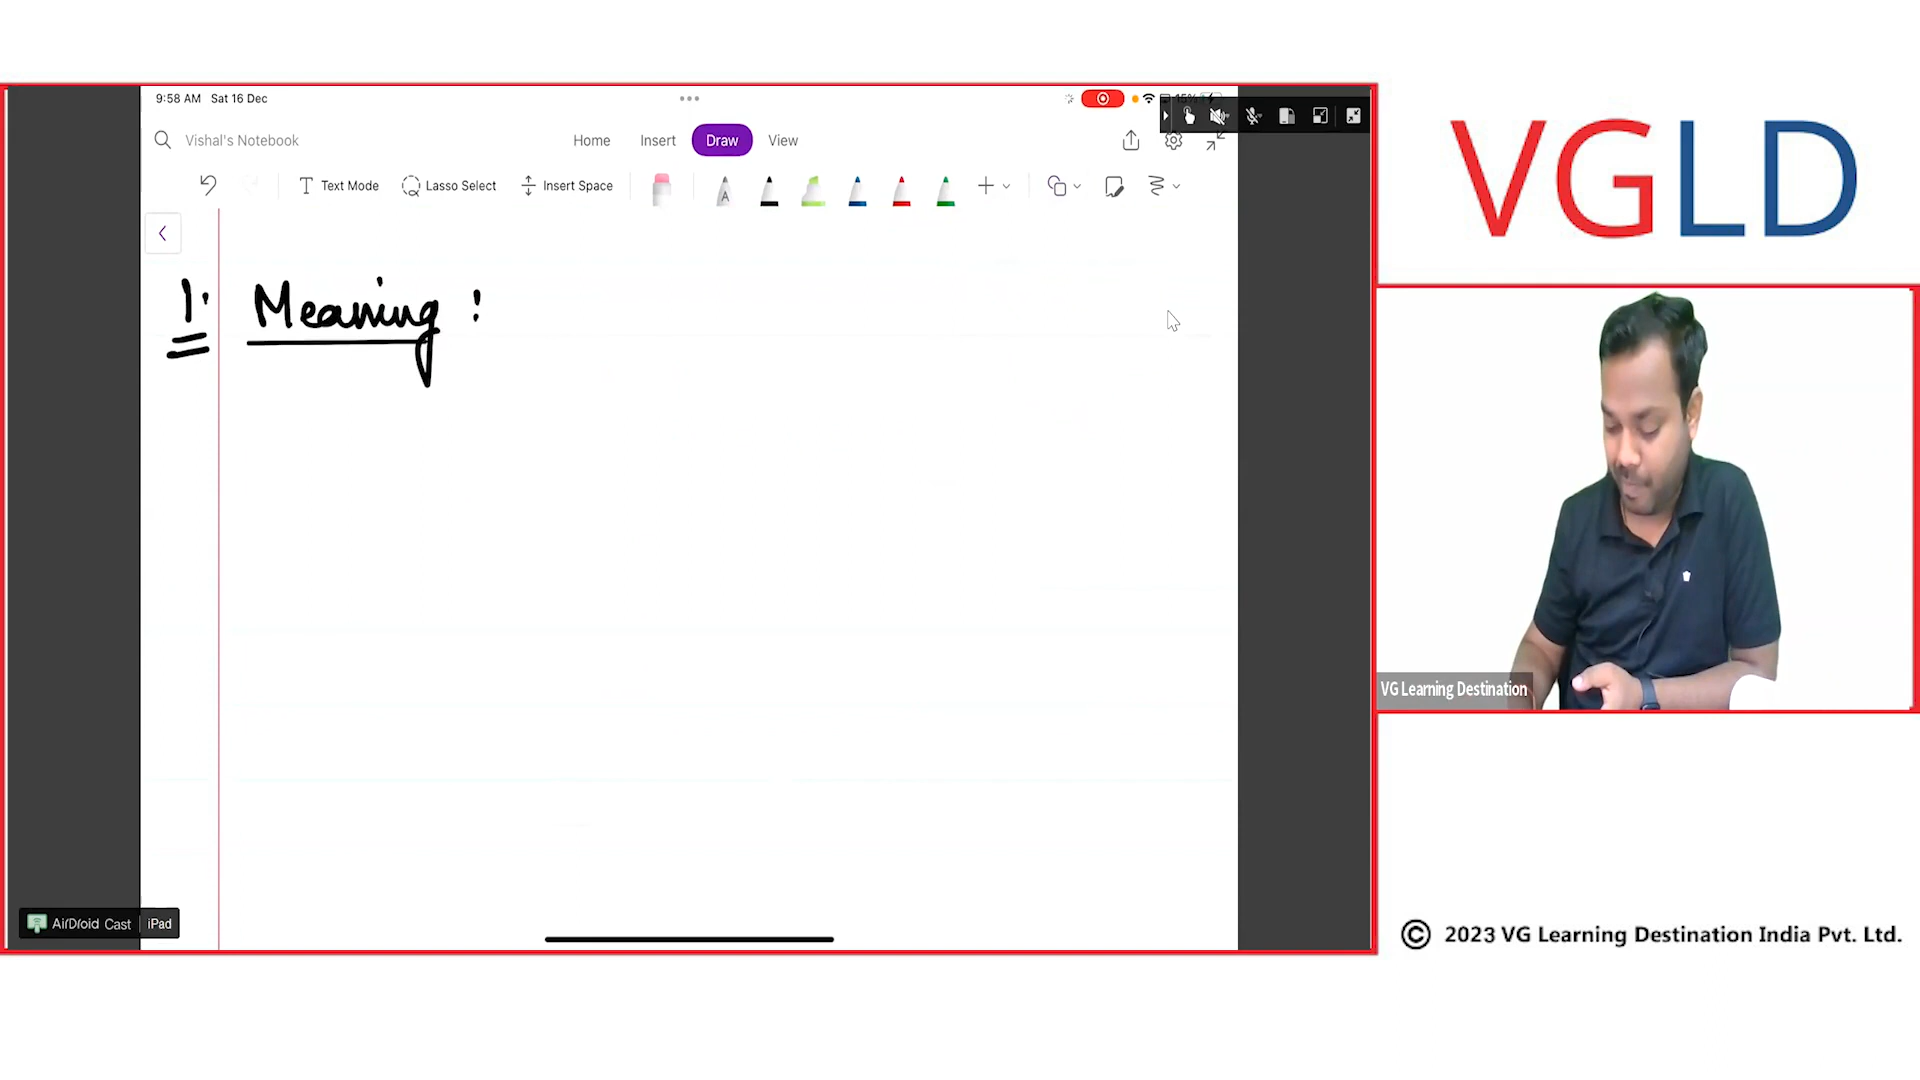 9:58 AM Sat 16 Dec
15%
VGLD
Vishal's Notebook
Home Insert Draw View
Text Mode Lasso Select Insert Space
A
1. Meaning :
VG Learning Destination
AirDroid Cast iPad
© 2023 VG Learning Destination India Pvt. Ltd.